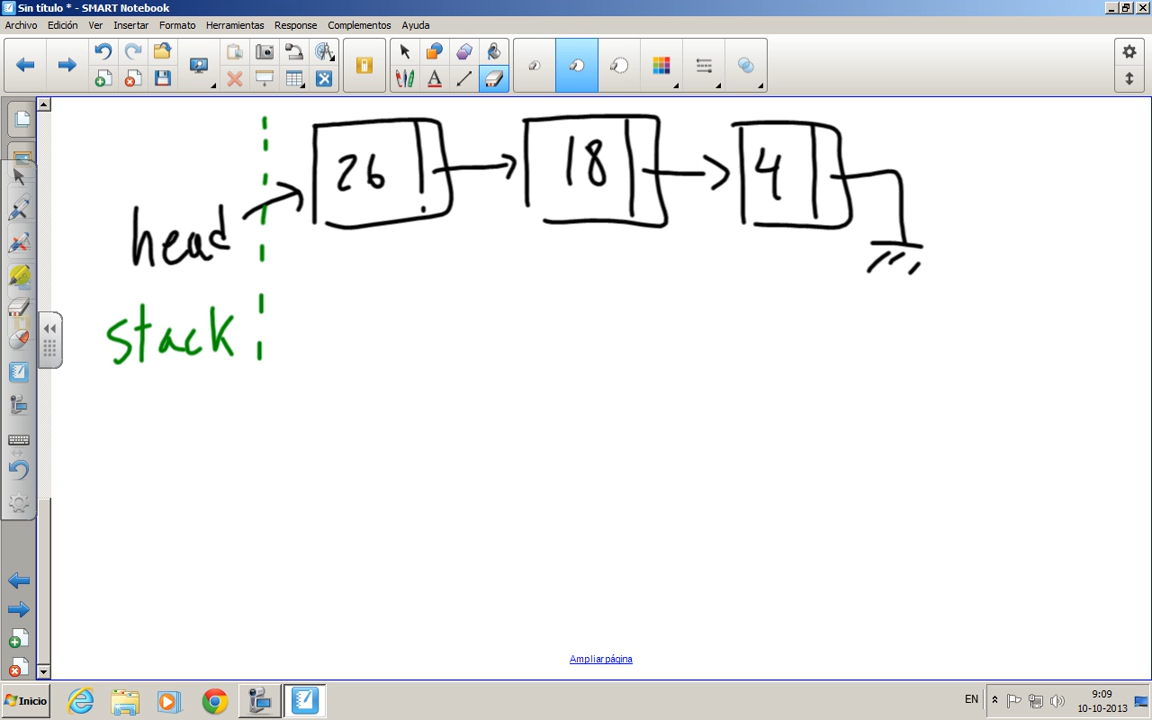 Sin título * - SMART Notebook
Archivo Edición Ver Insertar Formato Herramientas Response Complementos Ayuda
26 18 4
head
stack
Ampliar página
Inicio
EN
9:09
10-10-2013